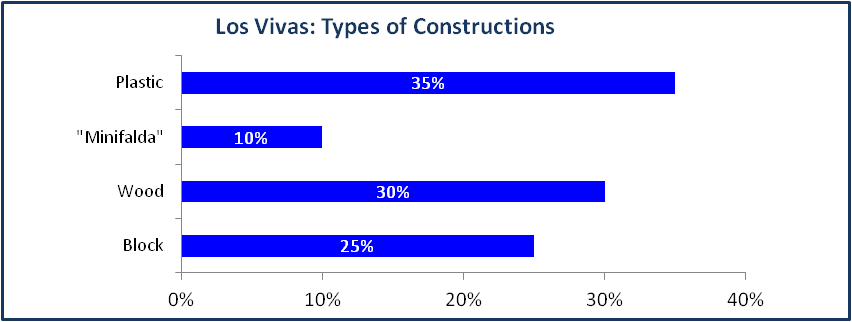 Los Vivas: Types of Constructions
Plastic
35%
"Minifalda"
10%
Wood
30%
Block
25%
0% 10% 20% 30% 40%